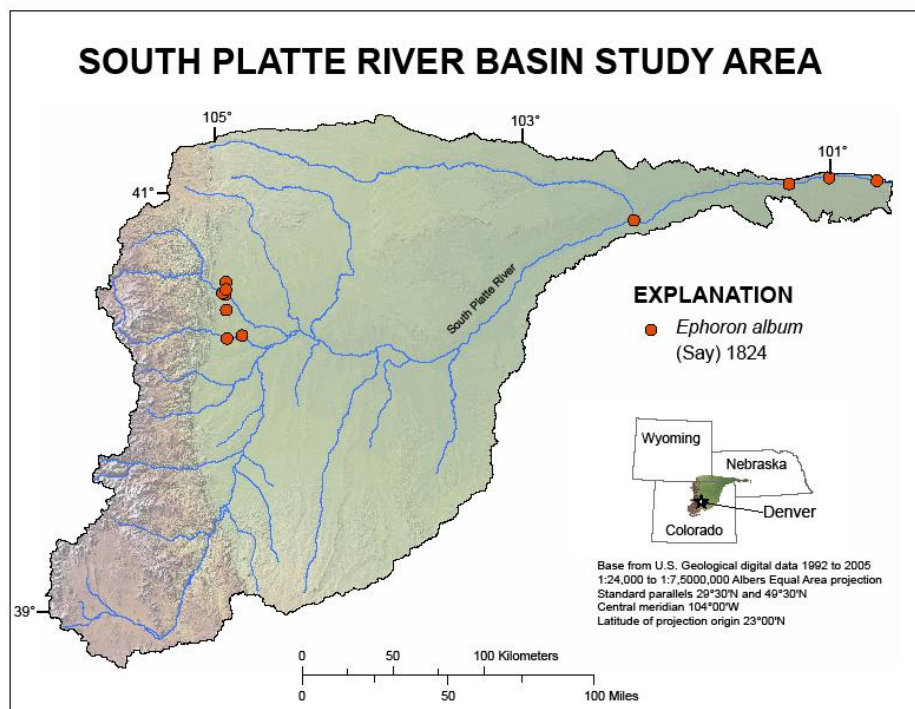 SOUTH PLATTE RIVER BASIN STUDY AREA
105°
103°
101°
41°
South Platte River
EXPLANATION
Ephoron album
(Say) 1824
Wyoming
Nebraska
Denver
Colorado
Base from U.S. Geological digital data 1992 to 2005
1:24,000 to 1:7,5000,000 Albers Equal Area projection
Standard parallels 29°30'N and 49°30'N
Central meridian 104°00'W
Latitude of projection origin 23°00'N
39°
0 50 100 Kilometers
0 50 100 Miles